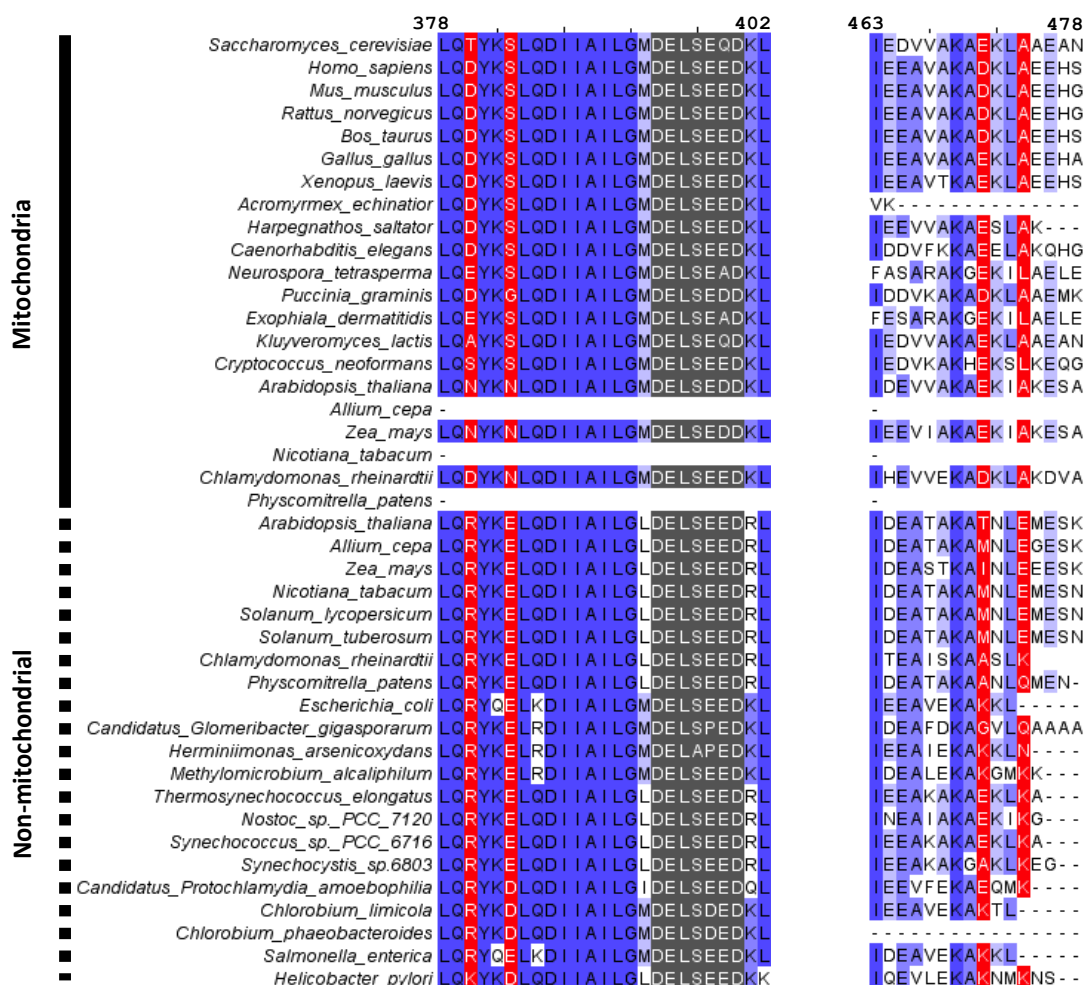 378 402 463 478
Mitochondria
Saccharomyces_cerevisiae LQTYKSLQDIIAILGMDELSEQDKL IEDVVAKAEKLAAEAN
Homo_sapiens LQDYKSLQDIIAILGMDELSEEDKL IEEAVAKADKLAEEHS
Mus_musculus LQDYKSLQDIIAILGMDELSEEDKL IEEAVAKADKLAEEHG
Rattus_norvegicus LQDYKSLQDIIAILGMDELSEEDKL IEEAVAKADKLAEEHG
Bos_taurus LQDYKSLQDIIAILGMDELSEEDKL IEEAVAKADKLAEEHS
Gallus_gallus LQDYKSLQDIIAILGMDELSEEDKL IEEAVAKAEKLAEEHA
Xenopus_laevis LQDYKSLQDIIAILGMDELSEEDKL IEEAVTKAEKLAEEHS
Acromyrmex_echinatior LQDYKSLQDIIAILGMDELSEEDKL VK--------------
Harpegnathos_saltator LQDYKSLQDIIAILGMDELSEEDKL IEEVVAKAESLAK---
Caenorhabditis_elegans LQDYKSLQDIIAILGMDELSEEDKL IDDVFKKAEELAKQHG
Neurospora_tetrasperma LQEYKSLQDIIAILGMDELSEADKL FASARAKGEKILAELE
Puccinia_graminis LQDYKGLQDIIAILGMDELSEDDKL IDDVKAKADKLAAEMK
Exophiala_dermatitidis LQEYKSLQDIIAILGMDELSEADKL FESARAKGEKILAELE
Kluyveromyces_lactis LQAYKSLQDIIAILGMDELSEQDKL IEDVVAKAEKLAAEAN
Cryptococcus_neoformans LQSYKSLQDIIAILGMDELSEEDKL IEDVKAKHEKSLKEQG
Arabidopsis_thaliana LQNYKNLQDIIAILGMDELSEDDKL IDEVVAKAEKIAKESA
Allium_cepa - -
Zea_mays LQNYKNLQDIIAILGMDELSEDDKL IEEVIAKAEKIAKESA
Nicotiana_tabacum - -
Chlamydomonas_rheinardtii LQDYKNLQDIIAILGMDELSEEDKL IHEVVEKADKLAKDVA
Physcomitrella_patens - -
Non-mitochondrial
Arabidopsis_thaliana LQRYKELQDIIAILGLDELSEEDRL IDEATAKATNLEMESK
Allium_cepa LQRYKELQDIIAILGLDELSEEDRL IDEATAKAMNLEGESK
Zea_mays LQRYKELQDIIAILGLDELSEEDRL IDEASTKAINLEEESK
Nicotiana_tabacum LQRYKELQDIIAILGLDELSEEDRL IDEATAKAMNLEMESN
Solanum_lycopersicum LQRYKELQDIIAILGLDELSEEDRL IDEATAKAMNLEMESN
Solanum_tuberosum LQRYKELQDIIAILGLDELSEEDRL IDEATAKAMNLEMESN
Chlamydomonas_rheinardtii LQRYKELQDIIAILGLDELSEEDRL ITEAISKAASLK----
Physcomitrella_patens LQRYKELQDIIAILGLDELSEEDRL IDEATAKAANLQMEN-
Escherichia_coli LQRYQELKDIIAILGMDELSEEDKL IEEAVEKAKKL-----
Candidatus_Glomeribacter_gigasporarum LQRYKELRDIIAILGMDELSPEDKL IDEAFDKAGVLQAAAA
Herminiimonas_arsenicoxydans LQRYKELRDIIAILGMDELAPEDKL IEEAIEKAKKLN----
Methylomicrobium_alcaliphilum LQRYKELRDIIAILGMDELSEEDKL IDEALEKAKGMKK---
Thermosynechococcus_elongatus LQRYKELQDIIAILGLDELSEEDRL IEEAKAKAEKLKA---
Nostoc_sp._PCC_7120 LQRYKELQDIIAILGLDELSEEDRL INEAIAKAEKIKG---
Synechococcus_sp._PCC_6716 LQRYKELQDIIAILGLDELSEEDRL IEEAKAKAEKLKA---
Synechocystis_sp.6803 LQRYKELQDIIAILGLDELSEEDRL IEEAKAKGAKLKEG--
Candidatus_Protochlamydia_amoebophilia LQRYKDLQDIIAILGIDELSEEDQL IEEVFEKAEQMK----
Chlorobium_limicola LQRYKDLQDIIAILGMDELSDEDKL IEEAVEKAKTL-----
Chlorobium_phaeobacteroides LQRYKDLQDIIAILGMDELSDEDKL ----------------
Salmonella_enterica LQRYQELKDIIAILGMDELSEEDKL IDEAVEKAKKL-----
Helicobacter_pylori LQKYKDLQDIIAILGLDELSEEDKK IQEVLEKAKNMKNS--